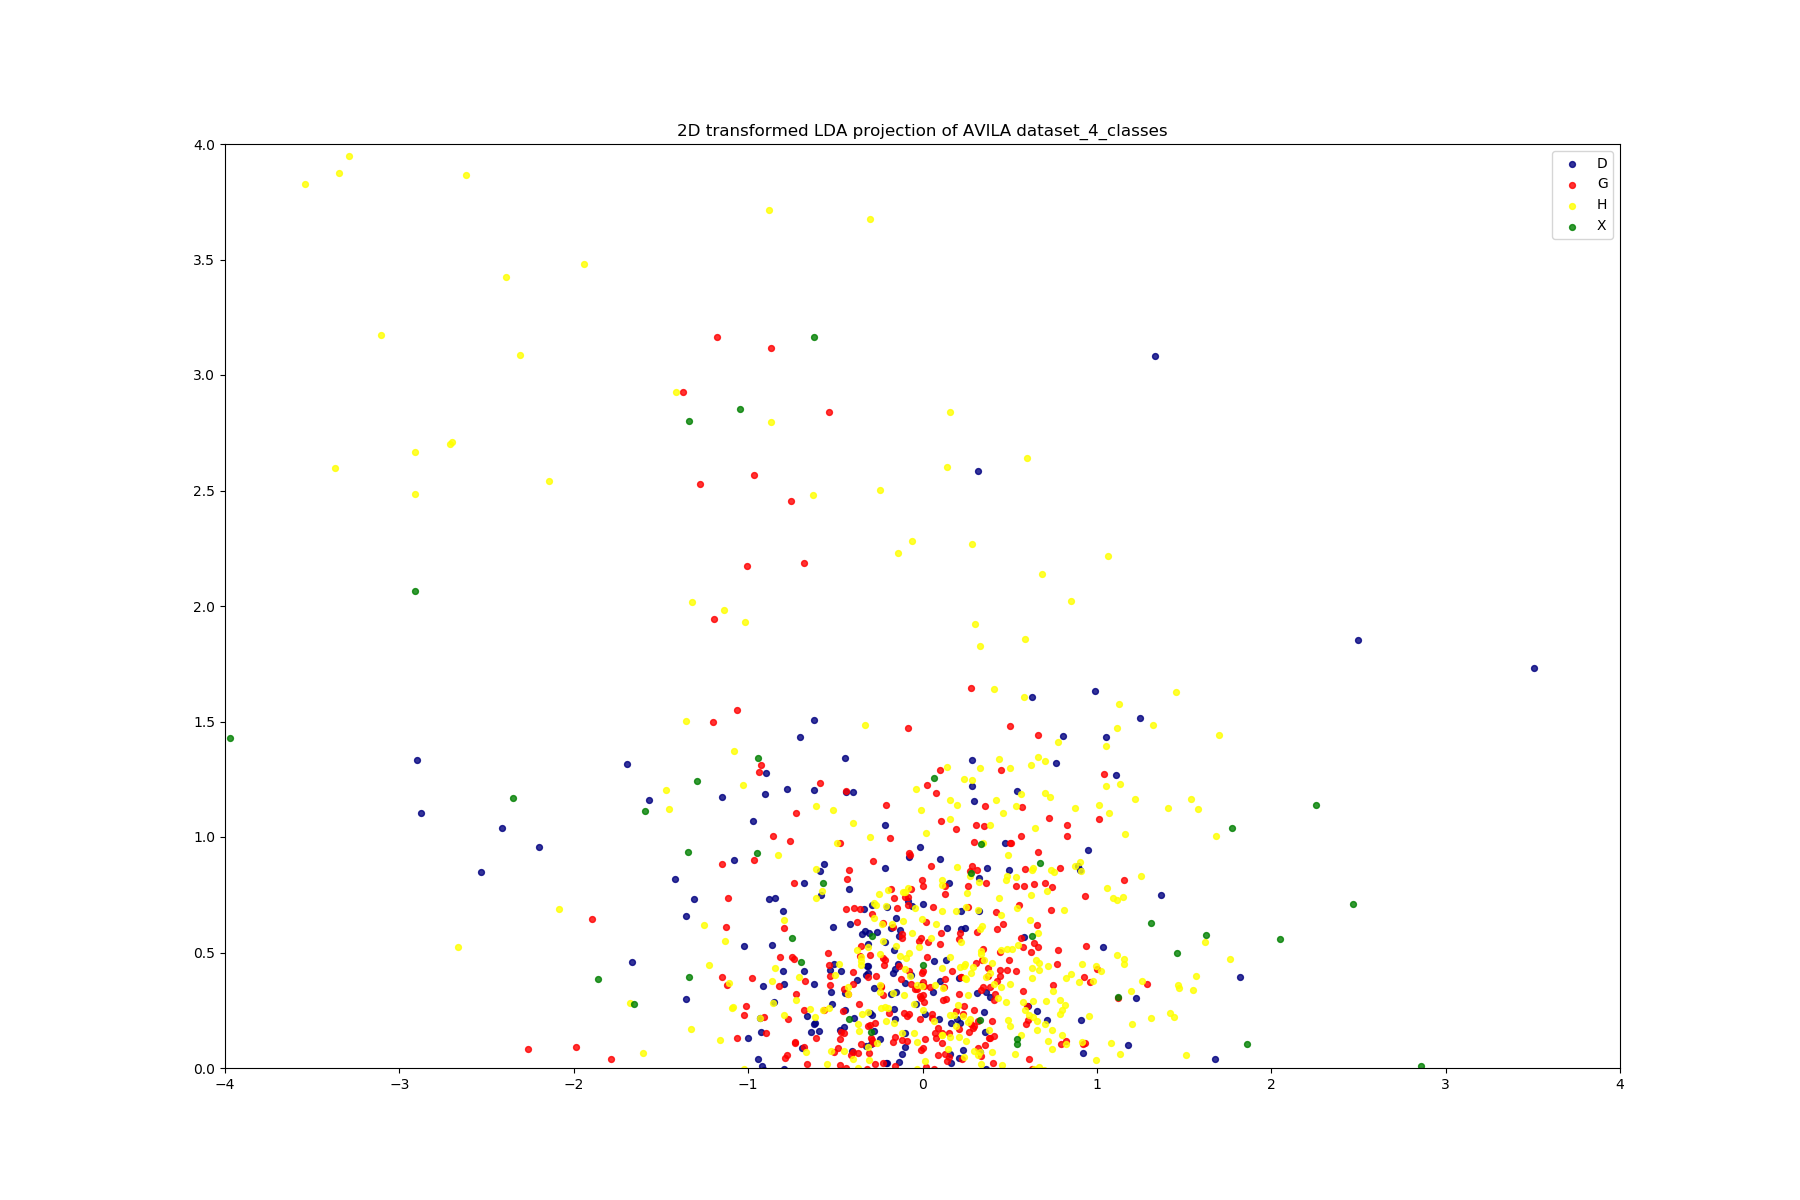 2D transformed LDA projection of AVILA dataset_4_classes
D
G
H
X
4.0
3.5
3.0
2.5
2.0
1.5
1.0
0.5
0.0
−4 −3 −2 −1 0 1 2 3 4